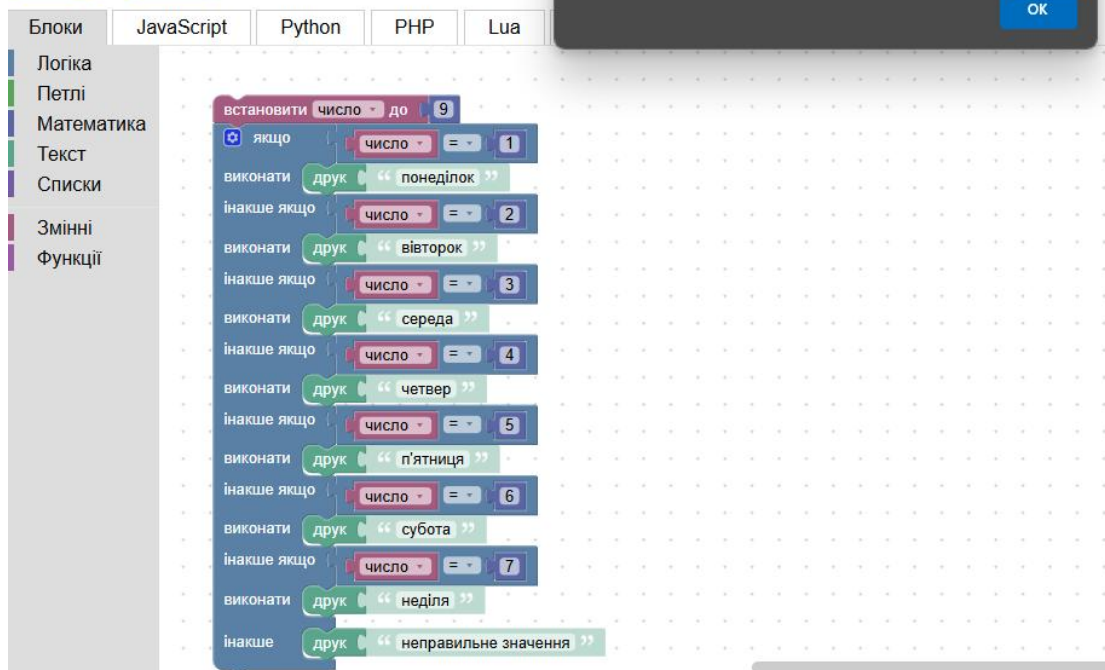 OK
Блоки JavaScript Python PHP Lua
Логіка
Петлі
Математика
Текст
Списки
Змінні
Функції
встановити число до 9
якщо число = 1
виконати друк “ понеділок ”
інакше якщо число = 2
виконати друк “ вівторок ”
інакше якщо число = 3
виконати друк “ середа ”
інакше якщо число = 4
виконати друк “ четвер ”
інакше якщо число = 5
виконати друк “ п'ятниця ”
інакше якщо число = 6
виконати друк “ субота ”
інакше якщо число = 7
виконати друк “ неділя ”
інакше друк “ неправильне значення ”